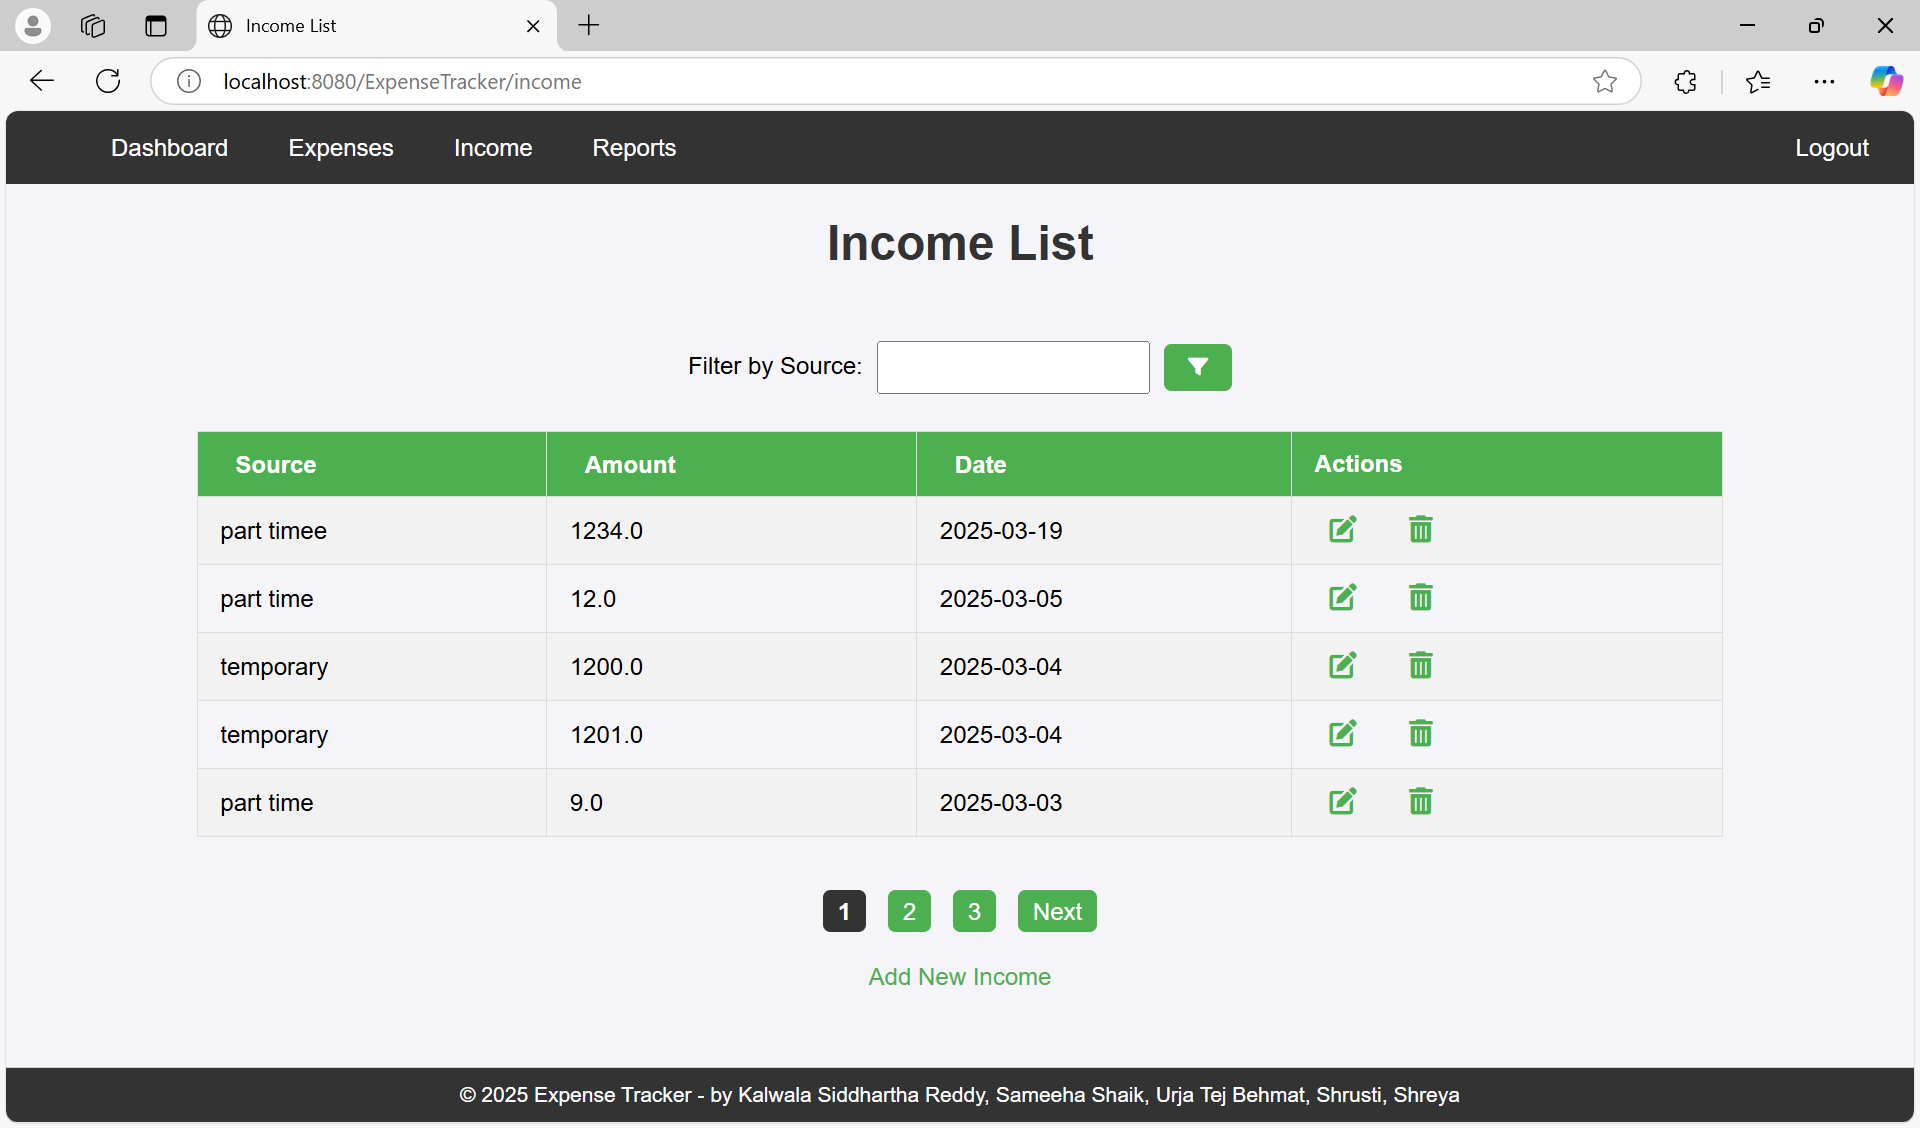 Income List
localhost:8080/ExpenseTracker/income
Dashboard Expenses Income Reports Logout
Income List
Filter by Source:
Source Amount Date Actions
part timee 1234.0 2025-03-19
part time 12.0 2025-03-05
temporary 1200.0 2025-03-04
temporary 1201.0 2025-03-04
part time 9.0 2025-03-03
1 2 3 Next
Add New Income
© 2025 Expense Tracker - by Kalwala Siddhartha Reddy, Sameeha Shaik, Urja Tej Behmat, Shrusti, Shreya